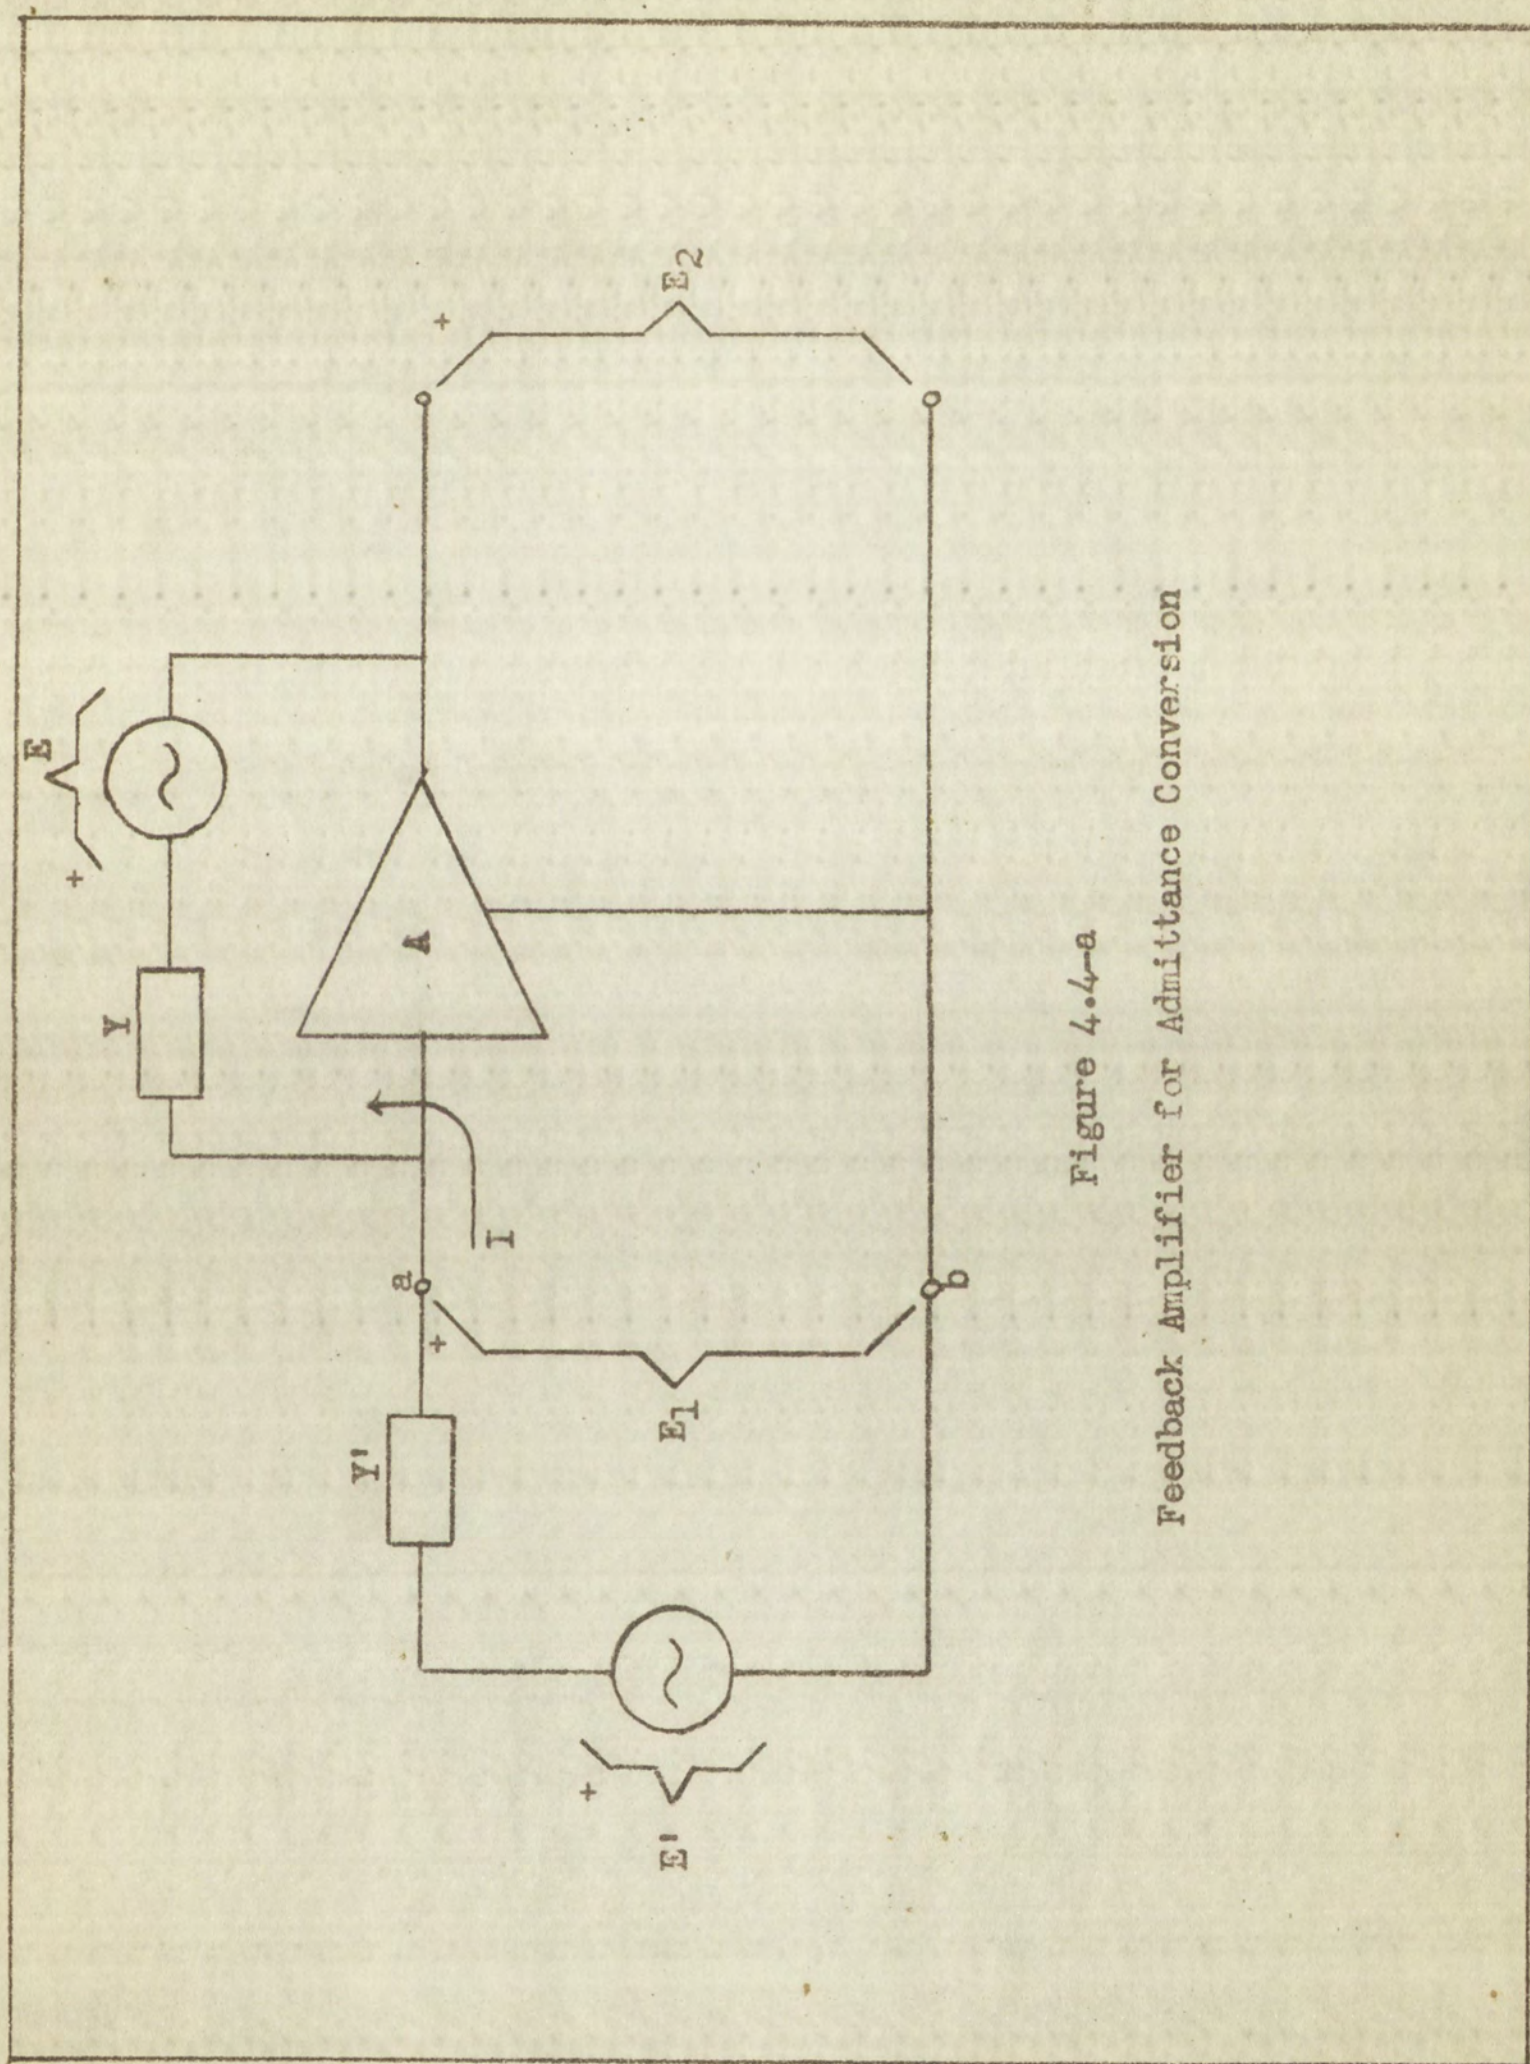 E
+
Y
A
+
E2
I
a
+
Y'
E1
b
+
E'
Figure 4.4-a
Feedback Amplifier for Admittance Conversion